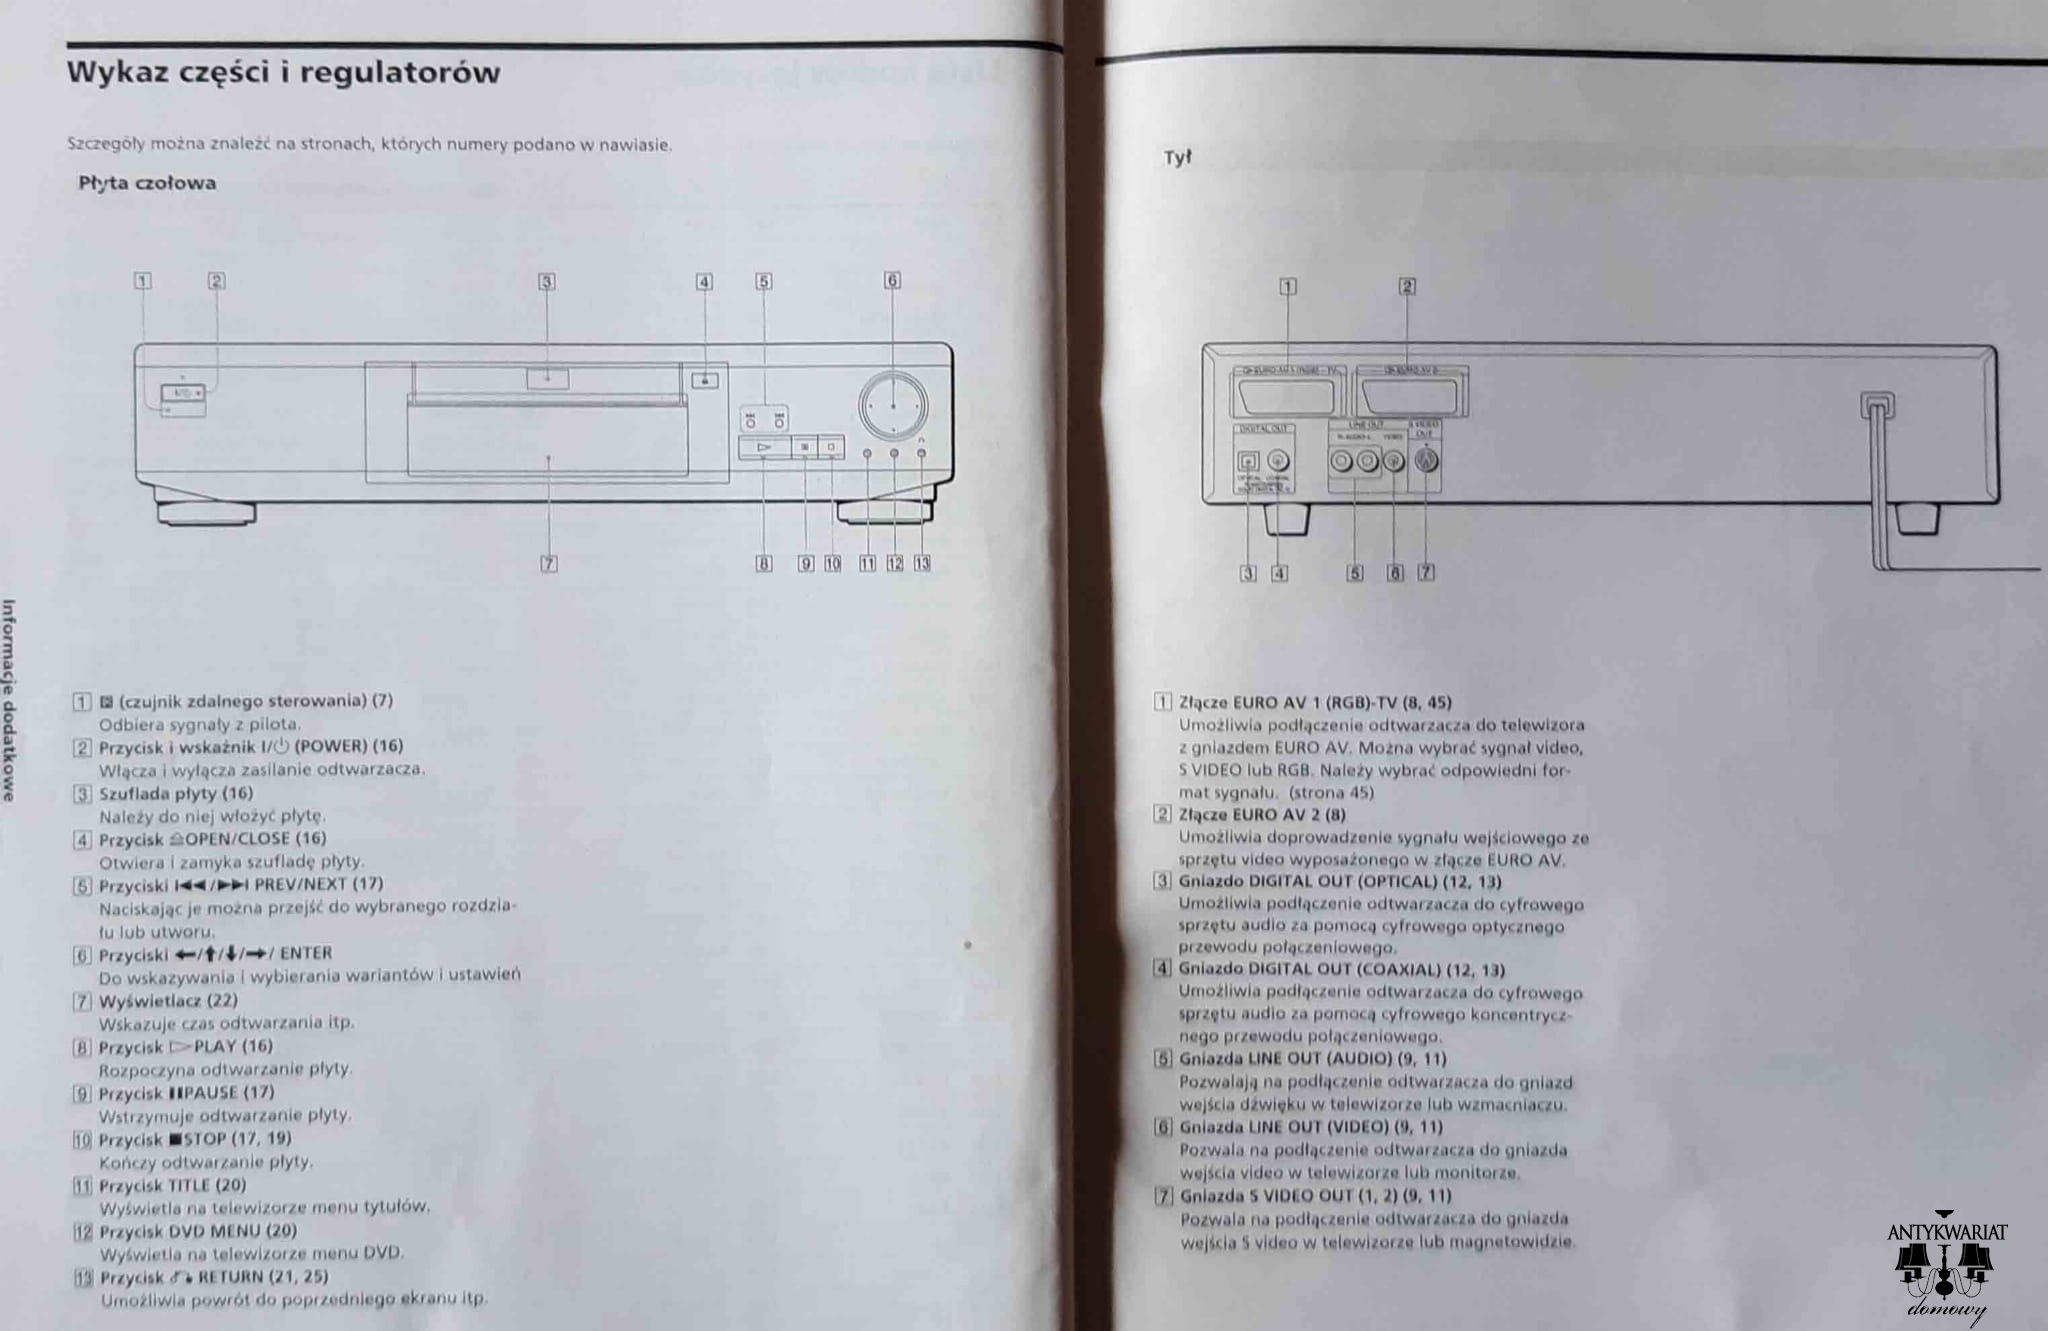 Wykaz części i regulatorów
Szczegóły można znaleźć na stronach, których numery podano w nawiasie.
Płyta czołowa
1 2 3 4 5 6
7 8 9 10 11 12 13
Informacje dodatkowe
1 (czujnik zdalnego sterowania) (7)
Odbiera sygnały z pilota.
2 Przycisk i wskaźnik I/⏻ (POWER) (16)
Włącza i wyłącza zasilanie odtwarzacza.
3 Szuflada płyty (16)
Należy do niej włożyć płytę.
4 Przycisk ≙OPEN/CLOSE (16)
Otwiera i zamyka szufladę płyty.
5 Przyciski I◄◄/►►I PREV/NEXT (17)
Naciskając je można przejść do wybranego rozdzia-
łu lub utworu.
6 Przyciski ←/↑/↓/→/ ENTER
Do wskazywania i wybierania wariantów i ustawień
7 Wyświetlacz (22)
Wskazuje czas odtwarzania itp.
8 Przycisk ▷PLAY (16)
Rozpoczyna odtwarzanie płyty.
9 Przycisk ▮▮PAUSE (17)
Wstrzymuje odtwarzanie płyty.
10 Przycisk ■STOP (17, 19)
Kończy odtwarzanie płyty.
11 Przycisk TITLE (20)
Wyświetla na telewizorze menu tytułów.
12 Przycisk DVD MENU (20)
Wyświetla na telewizorze menu DVD.
13 Przycisk RETURN (21, 25)
Umożliwia powrót do poprzedniego ekranu itp.
Tył
1 2
DIGITAL OUT LINE OUT S VIDEO
OUT
3 4 5 6 7
1 Złącze EURO AV 1 (RGB)-TV (8, 45)
Umożliwia podłączenie odtwarzacza do telewizora
z gniazdem EURO AV. Można wybrać sygnał video,
S VIDEO lub RGB. Należy wybrać odpowiedni for-
mat sygnału. (strona 45)
2 Złącze EURO AV 2 (8)
Umożliwia doprowadzenie sygnału wejściowego ze
sprzętu video wyposażonego w złącze EURO AV.
3 Gniazdo DIGITAL OUT (OPTICAL) (12, 13)
Umożliwia podłączenie odtwarzacza do cyfrowego
sprzętu audio za pomocą cyfrowego optycznego
przewodu połączeniowego.
4 Gniazdo DIGITAL OUT (COAXIAL) (12, 13)
Umożliwia podłączenie odtwarzacza do cyfrowego
sprzętu audio za pomocą cyfrowego koncentrycz-
nego przewodu połączeniowego.
5 Gniazda LINE OUT (AUDIO) (9, 11)
Pozwalają na podłączenie odtwarzacza do gniazd
wejścia dźwięku w telewizorze lub wzmacniaczu.
6 Gniazda LINE OUT (VIDEO) (9, 11)
Pozwala na podłączenie odtwarzacza do gniazda
wejścia video w telewizorze lub monitorze.
7 Gniazda S VIDEO OUT (1, 2) (9, 11)
Pozwala na podłączenie odtwarzacza do gniazda
wejścia S video w telewizorze lub magnetowidzie.
ANTYKWARIAT
domowy